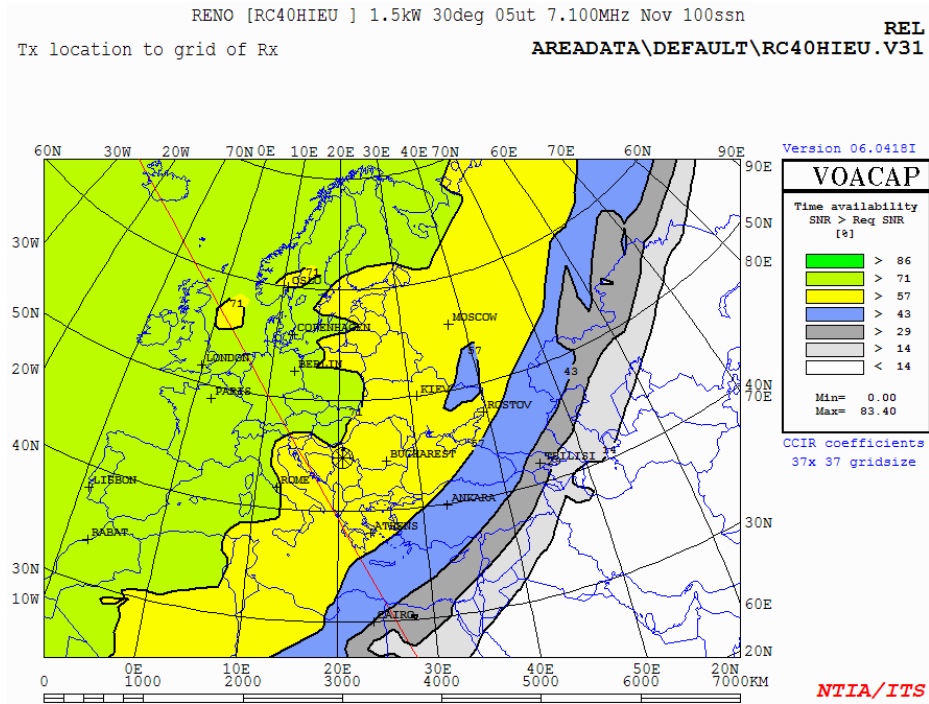 RENO [RC40HIEU ] 1.5kW 30deg 05ut 7.100MHz Nov 100ssn
REL
Tx location to grid of Rx
AREADATA\DEFAULT\RC40HIEU.V31
60N 30W 20W 70N 0E 10E 20E 30E 40E 70N 60E 70E 60N 90E
Version 06.0418I
90E
VOACAP
Time availability
SNR > Req SNR
[%]
50N
30W
80E
> 86
71
OSLO
> 71
> 57
71
50N
MOSCOW
> 43
COPENHAGEN
> 29
57
LONDON
BERLIN
> 14
20W
43
< 14
KIEV
40N
PARIS
70E
ROSTOV
Min= 0.00
71
Max= 83.40
57
40N
CCIR coefficients
BUCHAREST
TBILISI
14
29
37x 37 gridsize
LISBON
ROME
ANKARA
ATHENS
30N
RABAT
30N
10W
60E
CAIRO
20N
0E 10E 20E 30E 40E 50E 20N
0 1000 2000 3000 4000 5000 6000 7000KM
NTIA/ITS